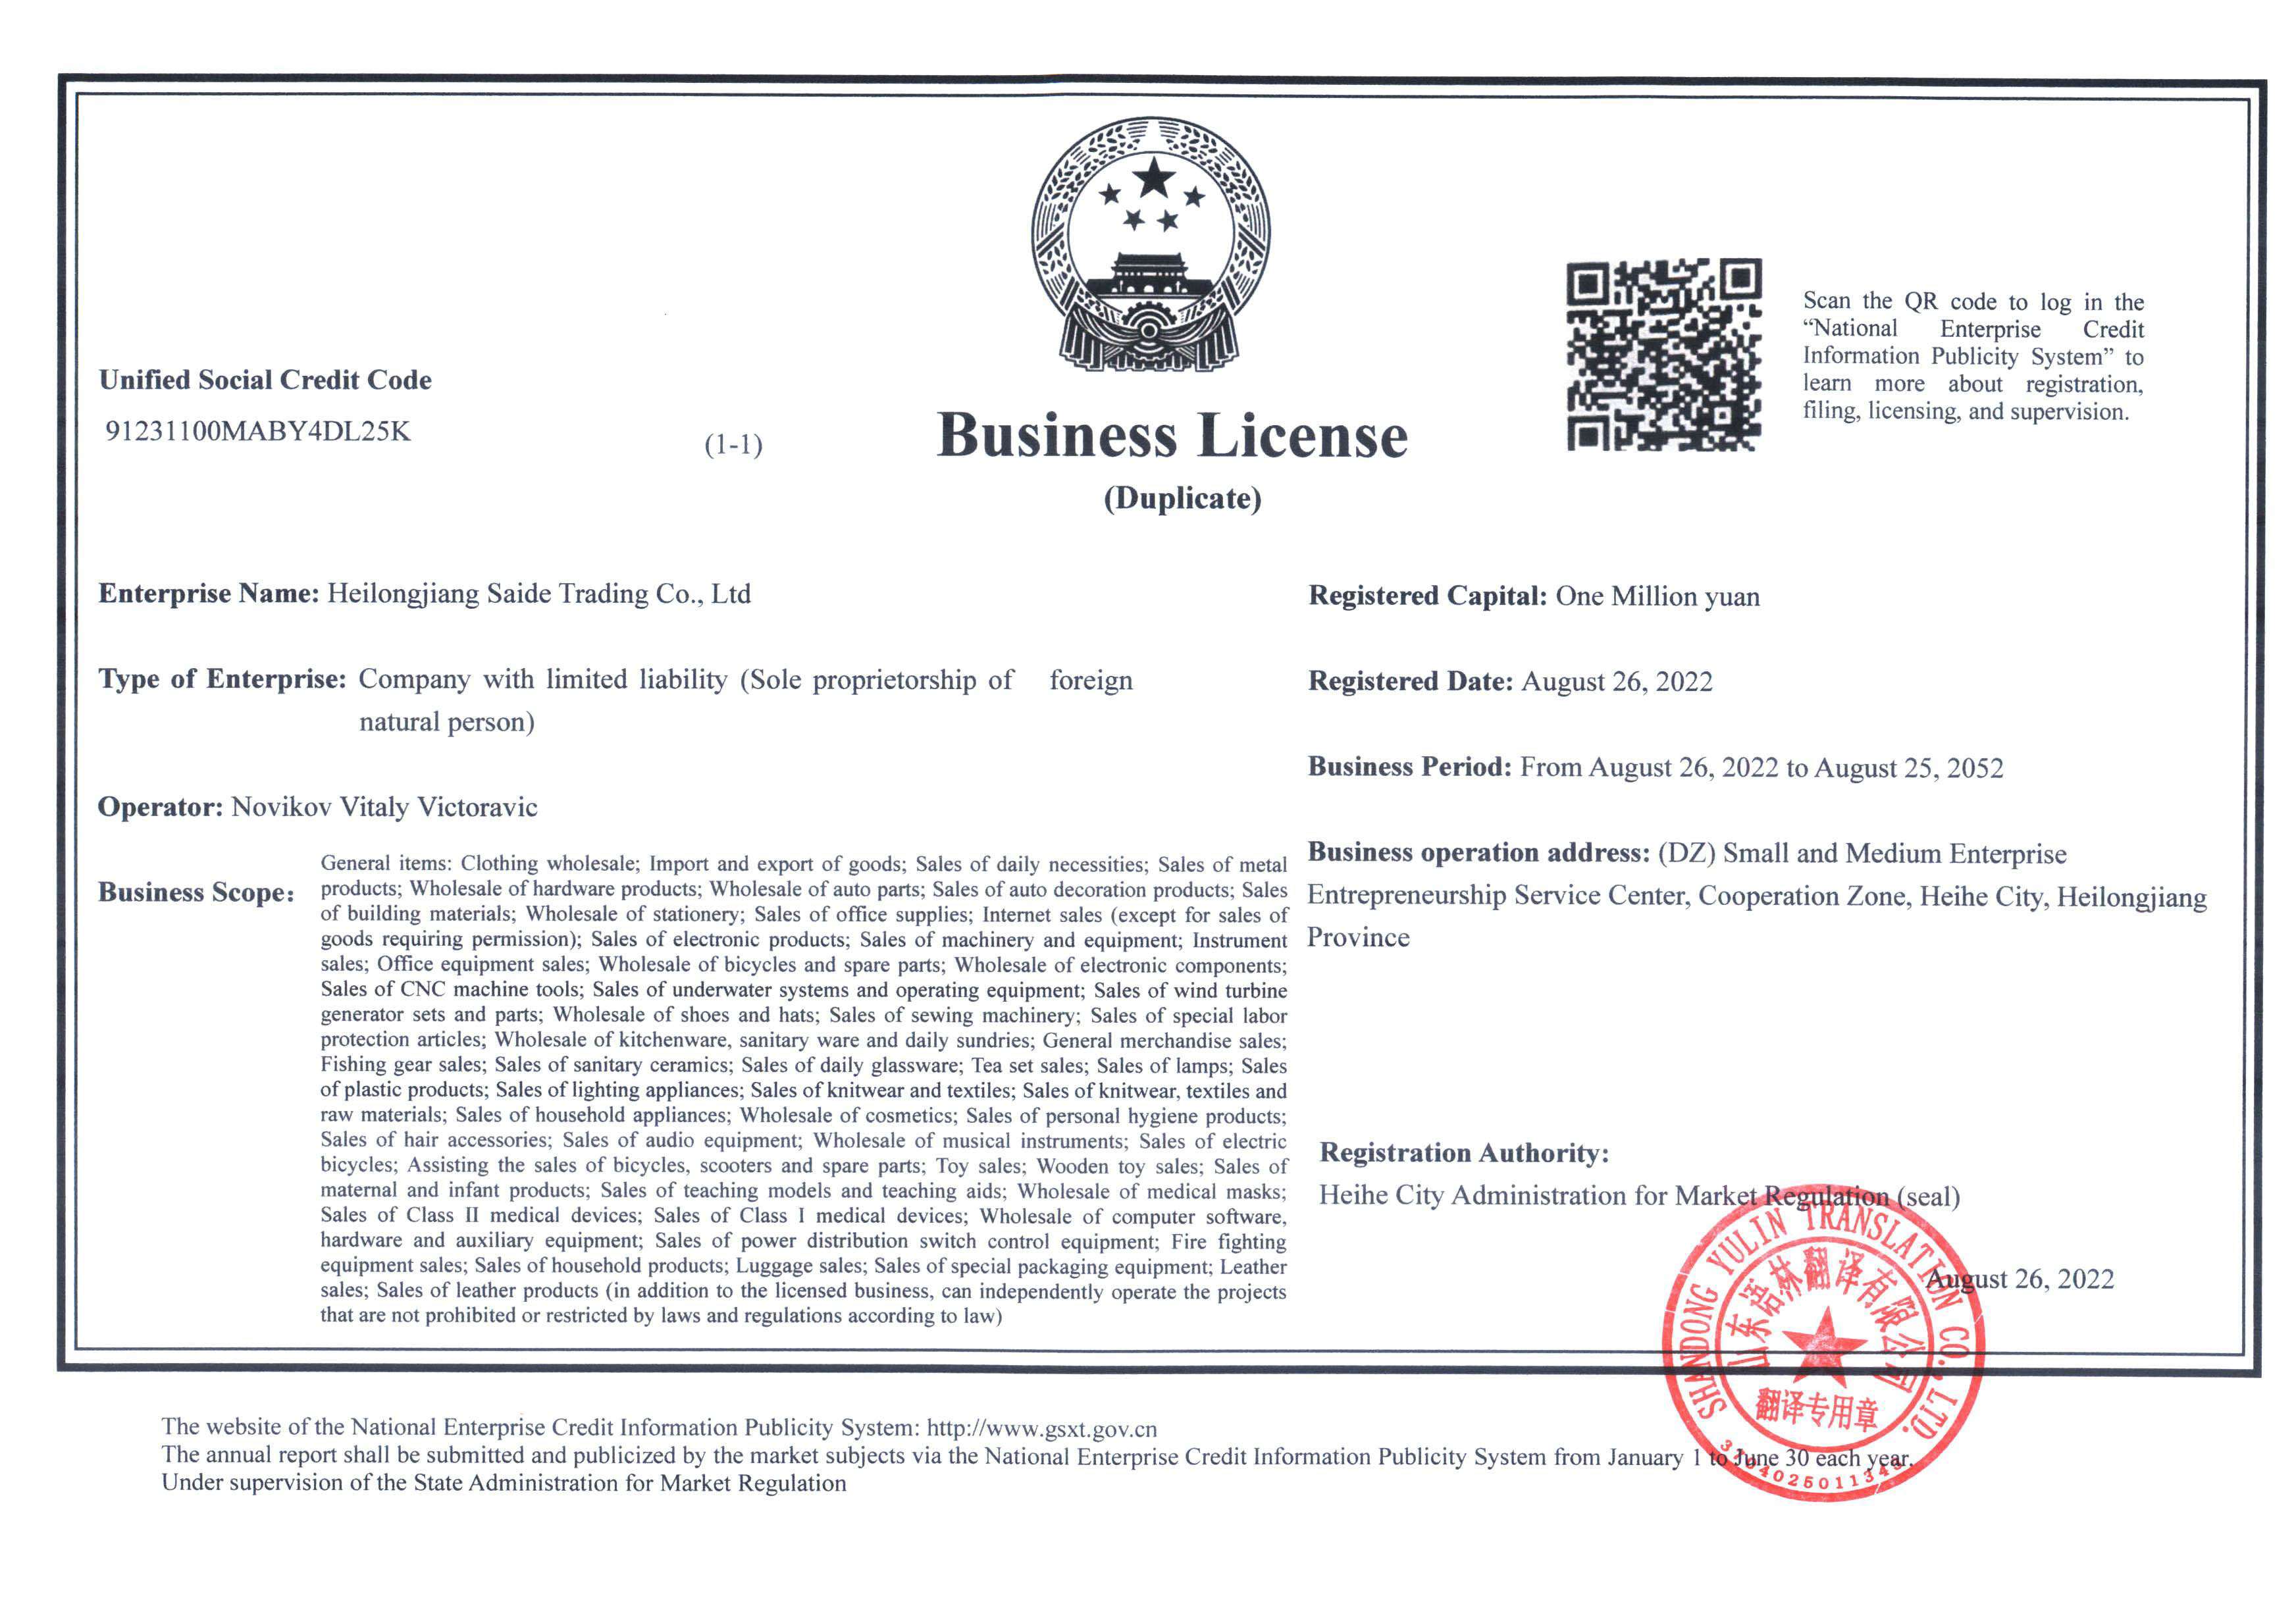 Scan the QR code to log in the
“National Enterprise Credit
Information Publicity System” to
learn more about registration,
filing, licensing, and supervision.
Unified Social Credit Code
91231100MABY4DL25K
(1-1)
Business License
(Duplicate)
Enterprise Name: Heilongjiang Saide Trading Co., Ltd
Type of Enterprise: Company with limited liability (Sole proprietorship of foreign
natural person)
Operator: Novikov Vitaly Victoravic
Business Scope:
General items: Clothing wholesale; Import and export of goods; Sales of daily necessities; Sales of metal
products; Wholesale of hardware products; Wholesale of auto parts; Sales of auto decoration products; Sales
of building materials; Wholesale of stationery; Sales of office supplies; Internet sales (except for sales of
goods requiring permission); Sales of electronic products; Sales of machinery and equipment; Instrument
sales; Office equipment sales; Wholesale of bicycles and spare parts; Wholesale of electronic components;
Sales of CNC machine tools; Sales of underwater systems and operating equipment; Sales of wind turbine
generator sets and parts; Wholesale of shoes and hats; Sales of sewing machinery; Sales of special labor
protection articles; Wholesale of kitchenware, sanitary ware and daily sundries; General merchandise sales;
Fishing gear sales; Sales of sanitary ceramics; Sales of daily glassware; Tea set sales; Sales of lamps; Sales
of plastic products; Sales of lighting appliances; Sales of knitwear and textiles; Sales of knitwear, textiles and
raw materials; Sales of household appliances; Wholesale of cosmetics; Sales of personal hygiene products;
Sales of hair accessories; Sales of audio equipment; Wholesale of musical instruments; Sales of electric
bicycles; Assisting the sales of bicycles, scooters and spare parts; Toy sales; Wooden toy sales; Sales of
maternal and infant products; Sales of teaching models and teaching aids; Wholesale of medical masks;
Sales of Class II medical devices; Sales of Class I medical devices; Wholesale of computer software,
hardware and auxiliary equipment; Sales of power distribution switch control equipment; Fire fighting
equipment sales; Sales of household products; Luggage sales; Sales of special packaging equipment; Leather
sales; Sales of leather products (in addition to the licensed business, can independently operate the projects
that are not prohibited or restricted by laws and regulations according to law)
Registered Capital: One Million yuan
Registered Date: August 26, 2022
Business Period: From August 26, 2022 to August 25, 2052
Business operation address: (DZ) Small and Medium Enterprise
Entrepreneurship Service Center, Cooperation Zone, Heihe City, Heilongjiang
Province
Registration Authority:
Heihe City Administration for Market Regulation (seal)
August 26, 2022
SHANDONG YULIN TRANSLATION CO., LTD.
山东语林翻译有限公司
翻译专用章
The website of the National Enterprise Credit Information Publicity System: http://www.gsxt.gov.cn
The annual report shall be submitted and publicized by the market subjects via the National Enterprise Credit Information Publicity System from January 1 to June 30 each year.
Under supervision of the State Administration for Market Regulation